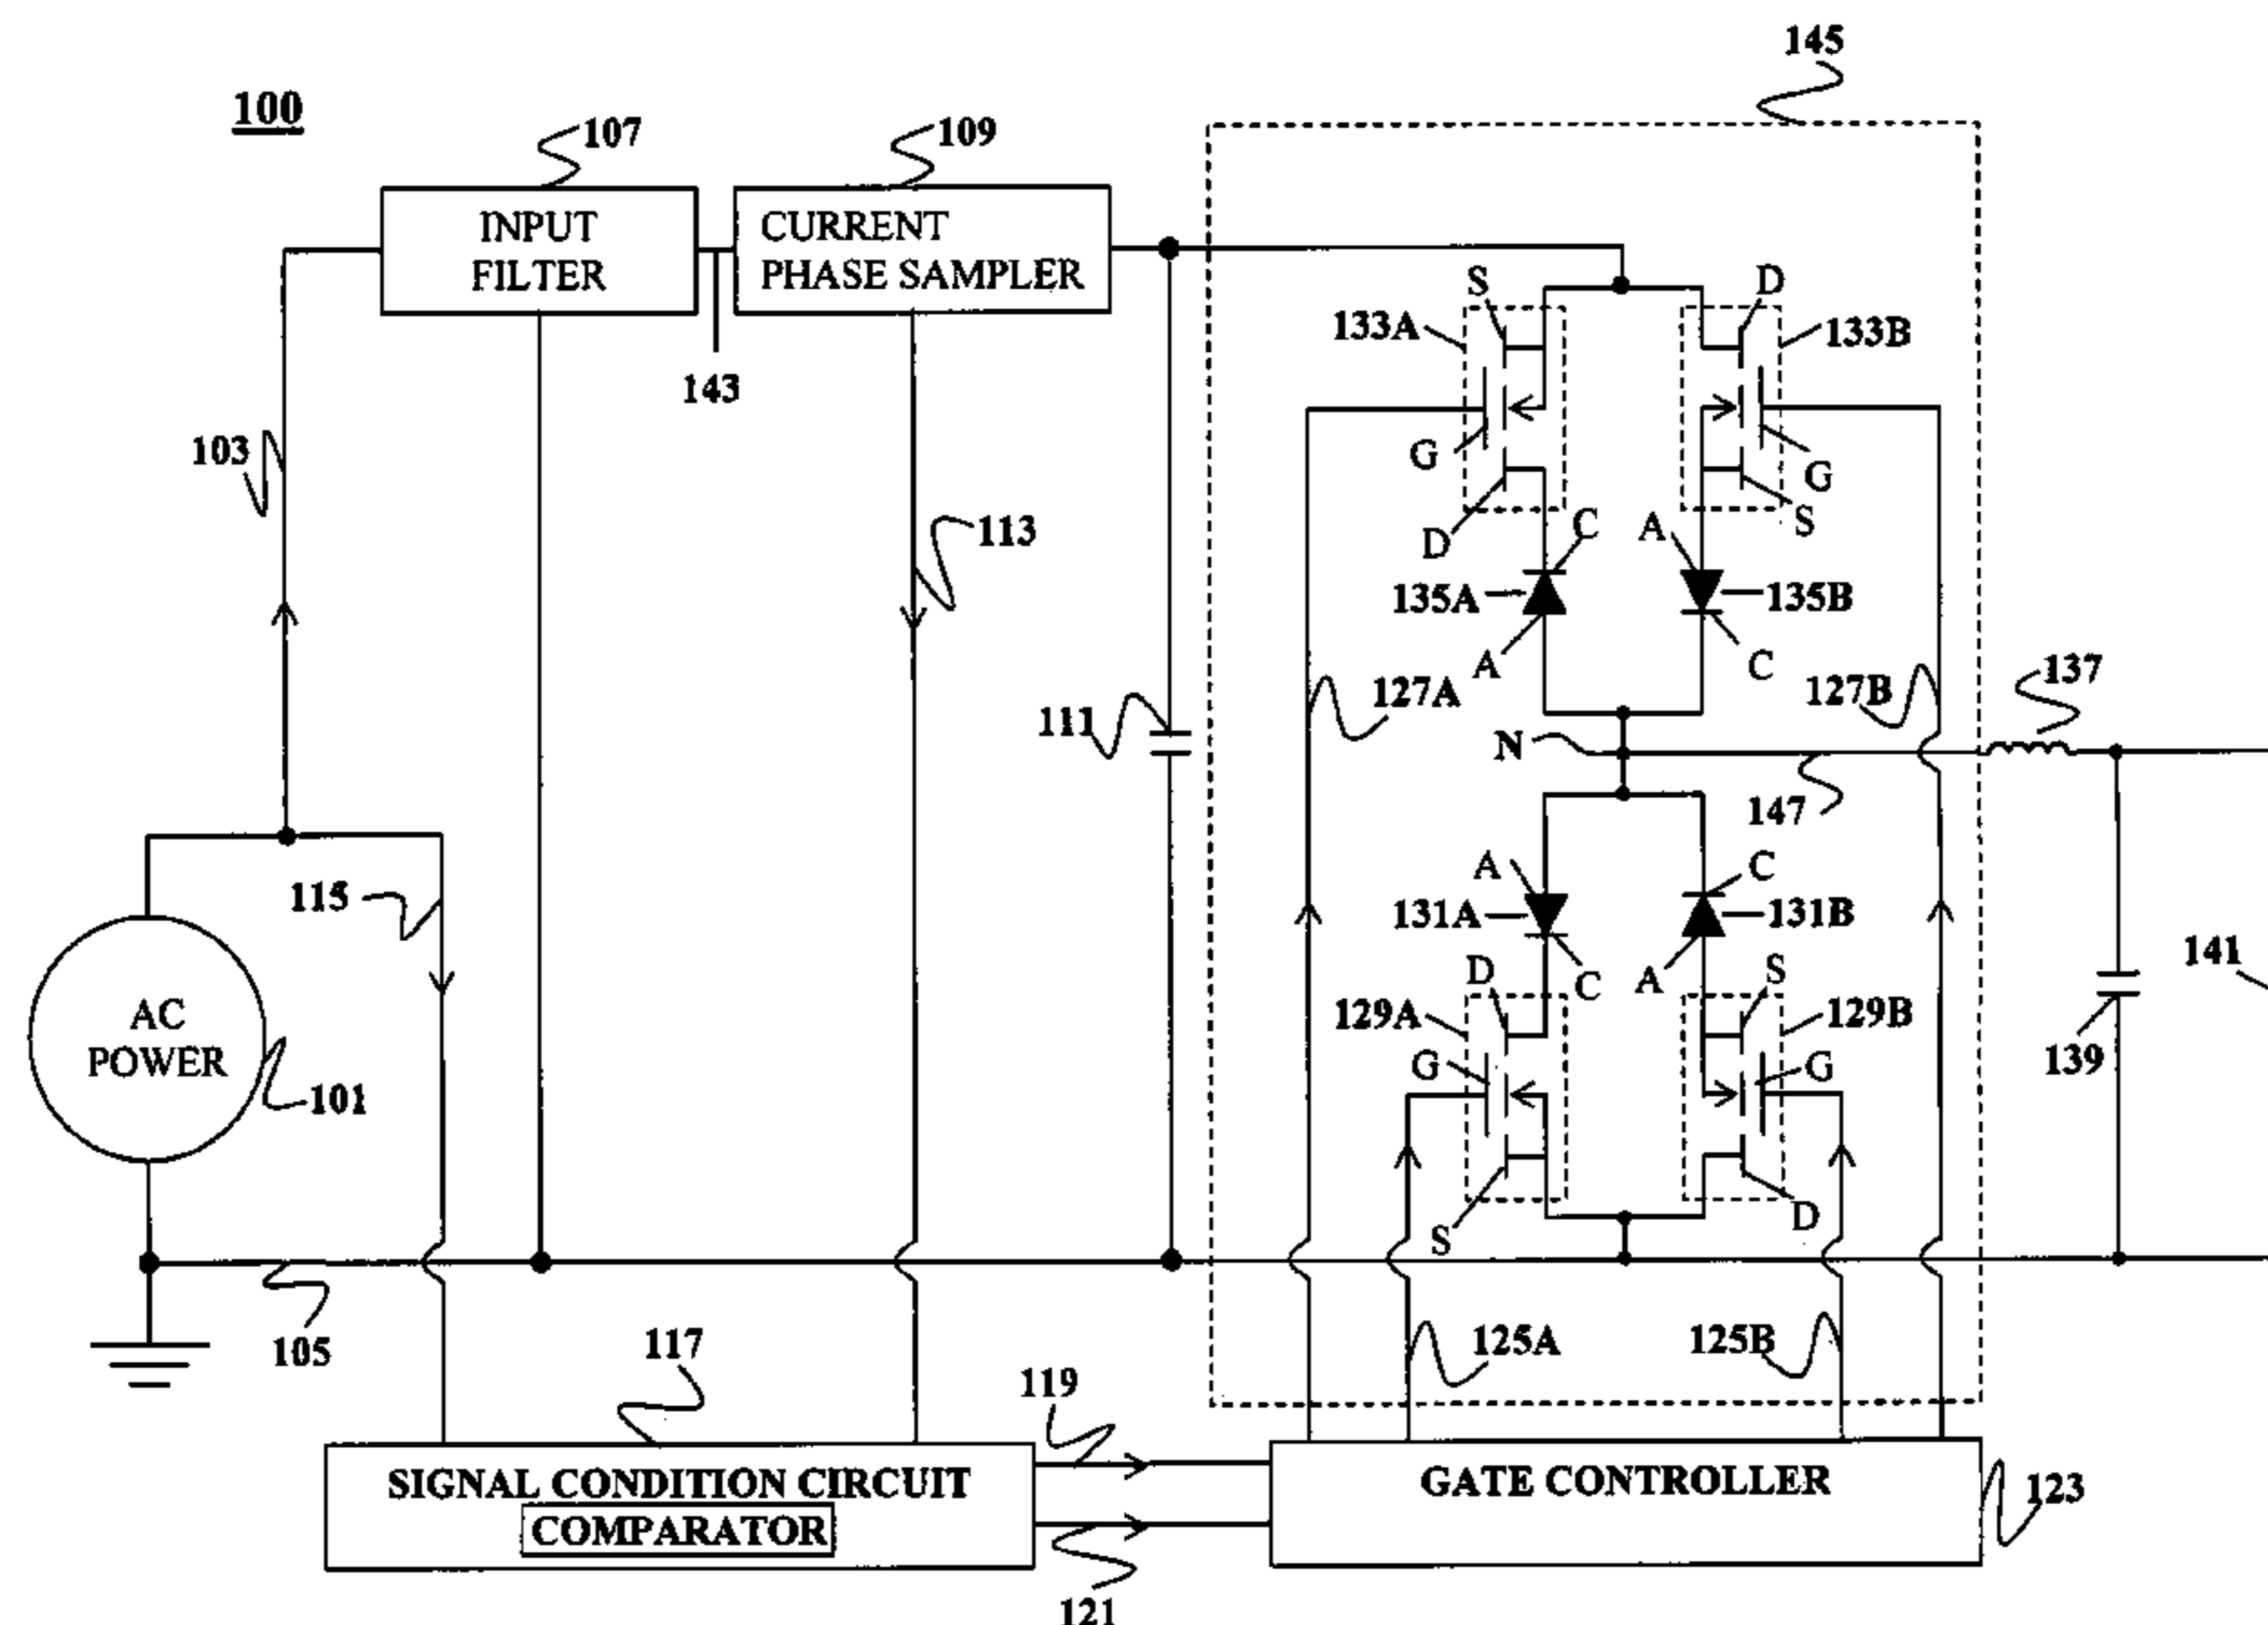 145
100
107
109
INPUT
FILTER
CURRENT
PHASE SAMPLER
S
D
133A
133B
143
103
G
G
113
D
C
A
S
135A
135B
A
C
137
127A
127B
111
N
147
115
A
C
131A
131B
141
D
C
A
S
AC
POWER
129A
129B
G
G
139
101
S
D
105
117
125A
125B
119
SIGNAL CONDITION CIRCUIT
COMPARATOR
GATE CONTROLLER
123
121